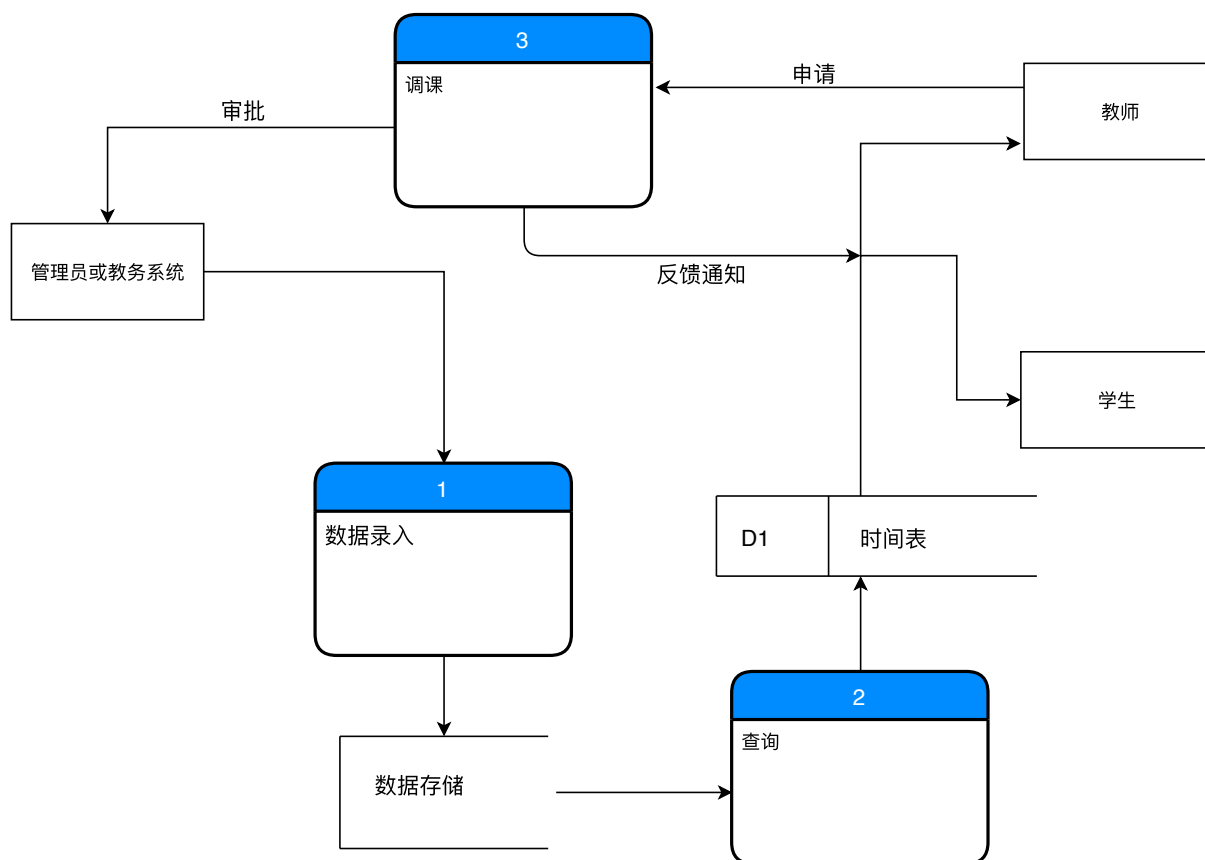 3
调课
申请
教师
审批
管理员或教务系统
反馈通知
学生
1
数据录入
D1
时间表
2
查询
数据存储